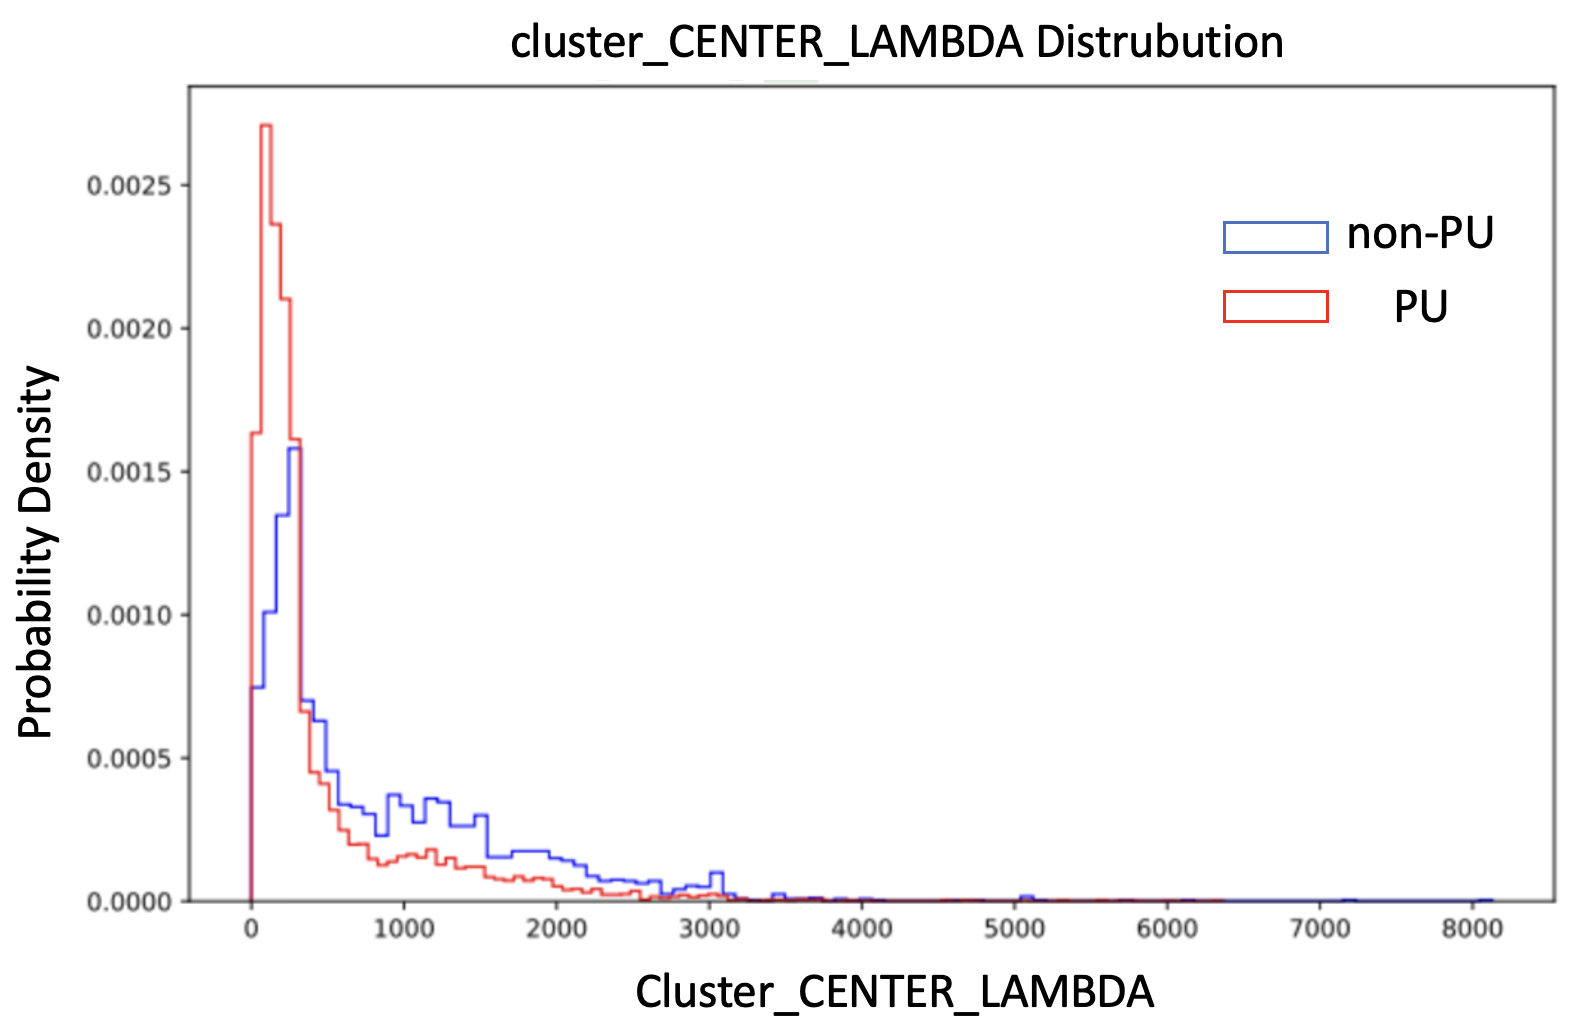 cluster_CENTER_LAMBDA Distrubution
0.0025
0.0020
0.0015
0.0010
0.0005
0.0000
Probability Density
non-PU
PU
0 1000 2000 3000 4000 5000 6000 7000 8000
Cluster_CENTER_LAMBDA